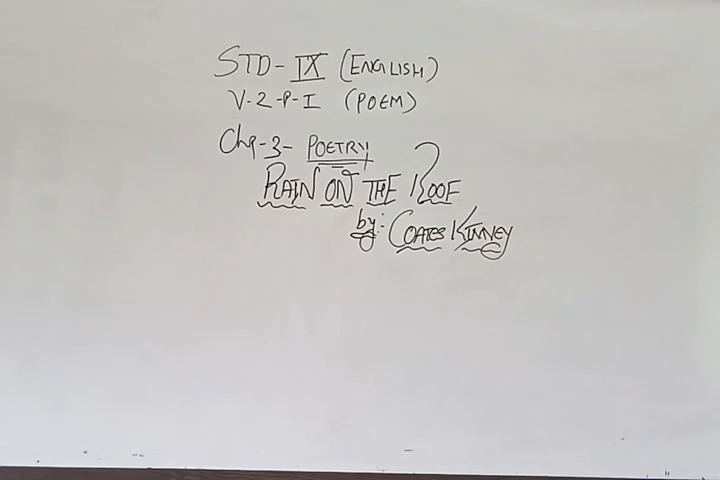 STD-IX (ENGLISH)
V-2-P-I (POEM)
Chp-3- POETRY
RAIN ON THE ROOF
by:- COATES KINNEY